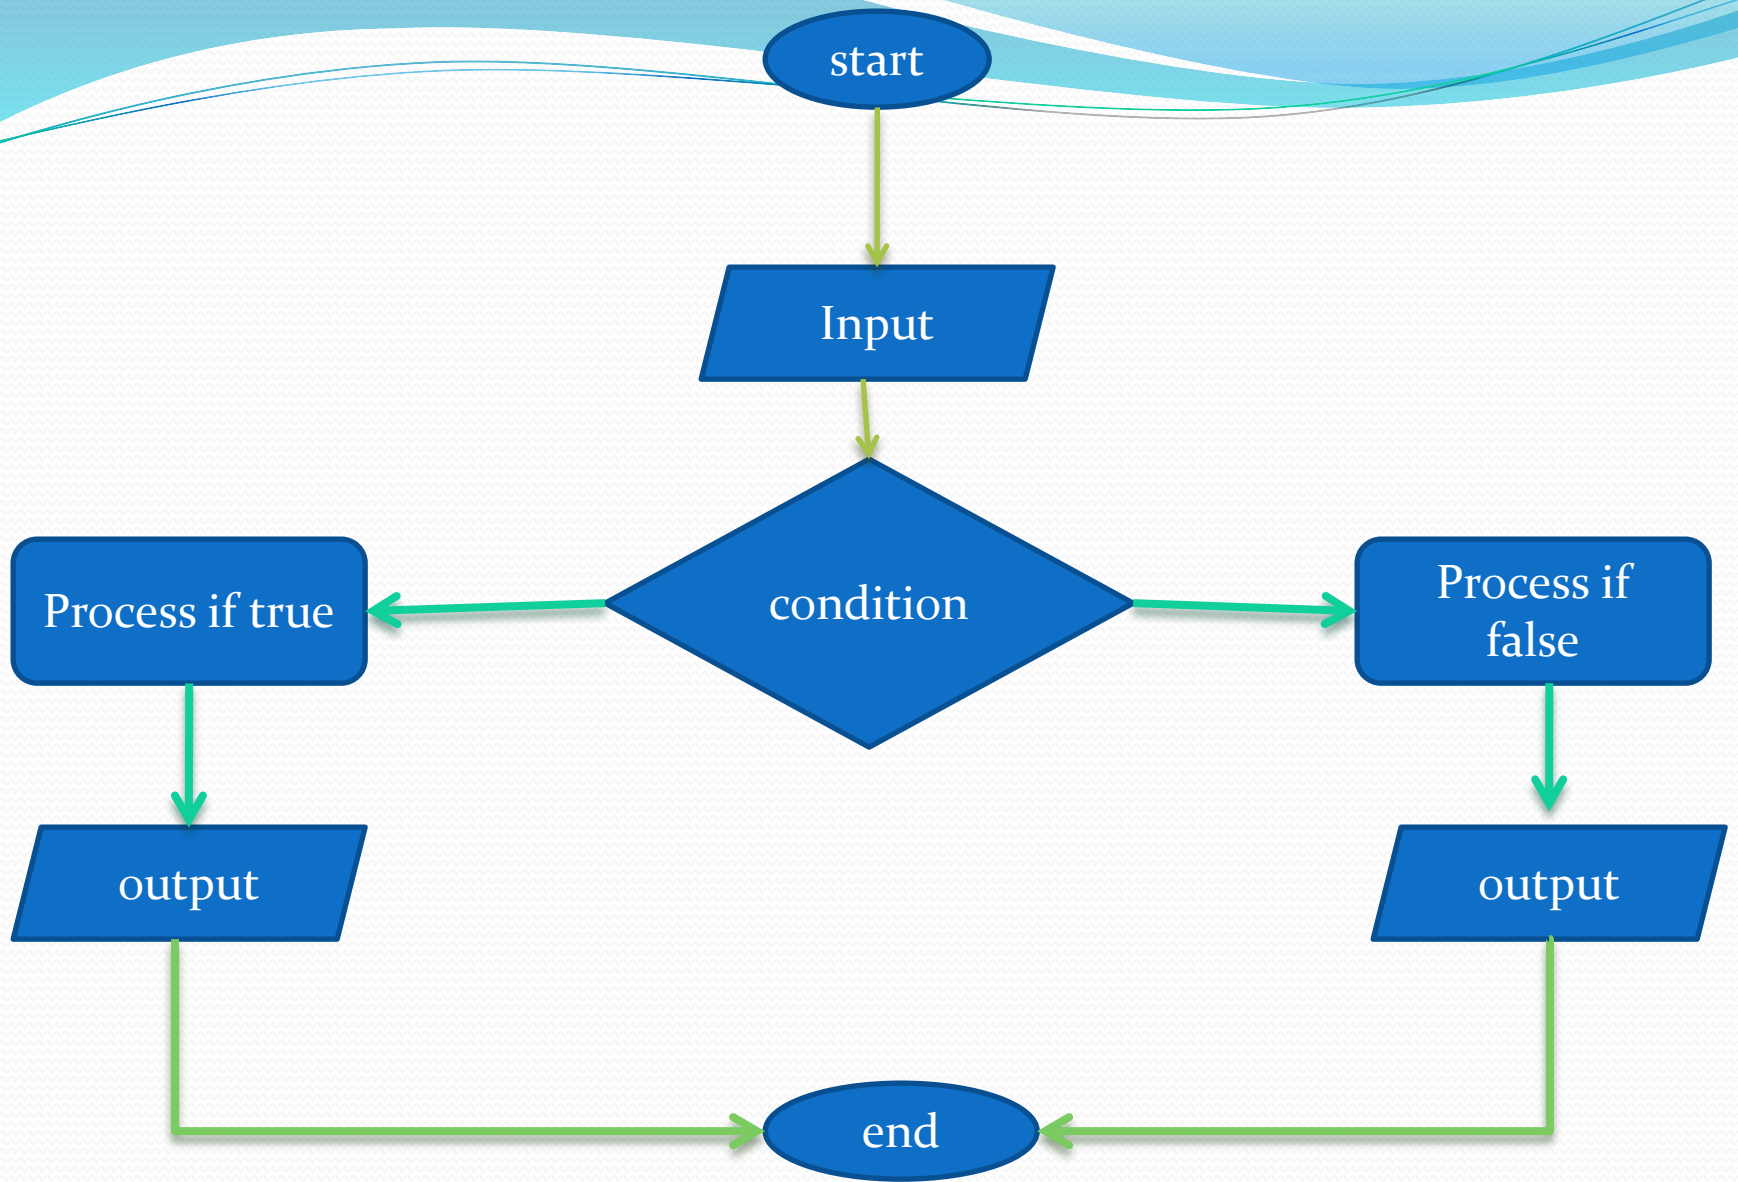 start
Input
condition
Process if true
Process if
false
output
output
end